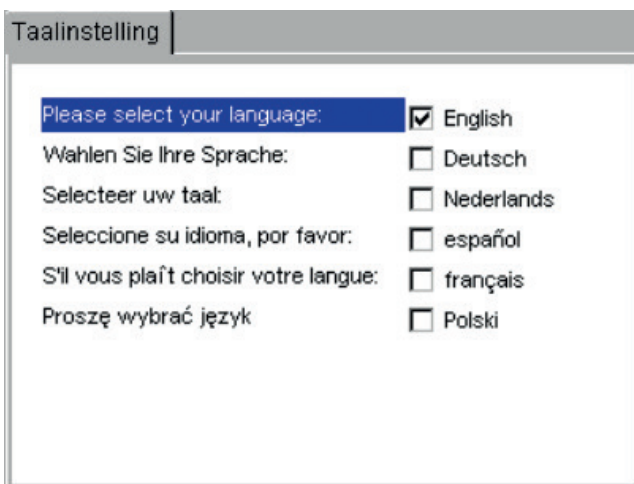 Taalinstelling
Please select your language: English
Wahlen Sie Ihre Sprache: Deutsch
Selecteer uw taal: Nederlands
Seleccione su idioma, por favor: español
S'il vous plaît choisir votre langue: français
Proszę wybrać język Polski